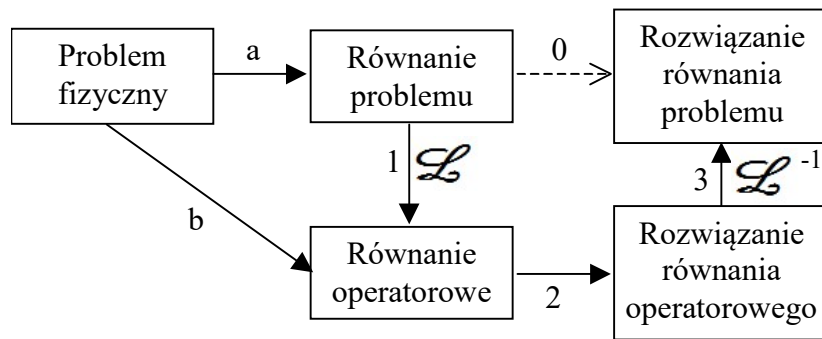 Problem
fizyczny
a
Równanie
problemu
0
Rozwiązanie
równania
problemu
1 ℒ
3 ℒ -1
b
Równanie
operatorowe
2
Rozwiązanie
równania
operatorowego